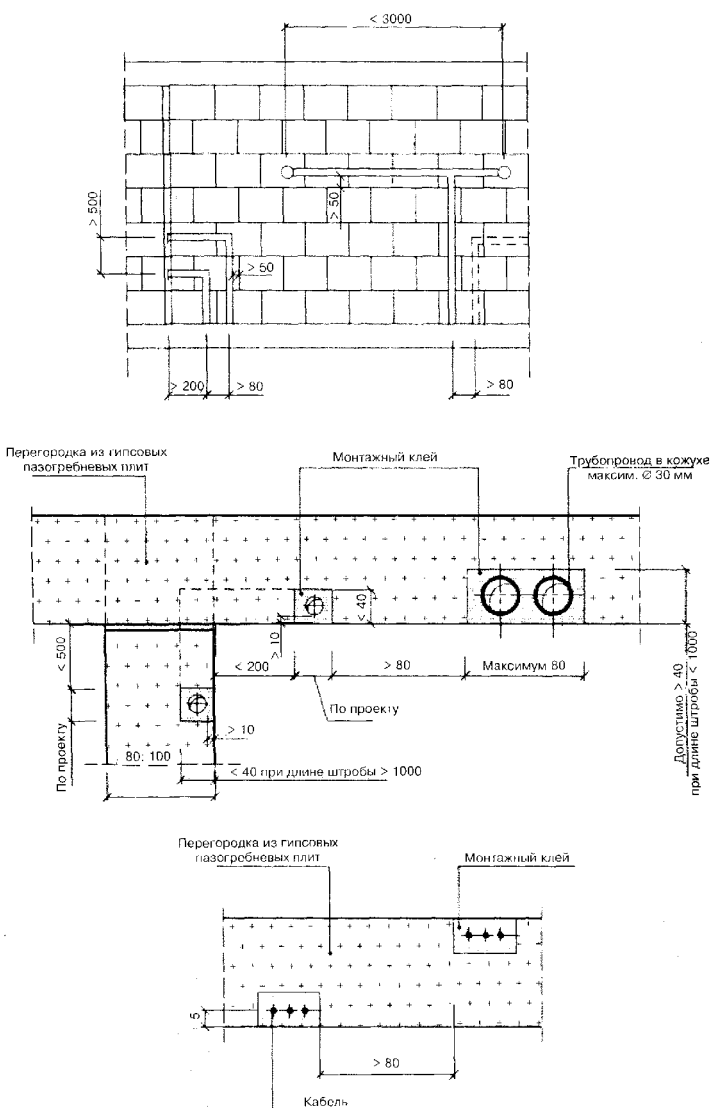 < 3000
> 500
> 50
> 50
> 200
> 80
> 80
Перегородка из гипсовых
пазогребневых плит
Монтажный клей
Трубопровод в кожухе
максим. Ø 30 мм
< 500
По проекту
> 10
< 40
< 200
> 80
Максимум 80
По проекту
> 10
80; 100
< 40 при длине штробы > 1000
Допустимо > 40
при длине штробы < 1000
Перегородка из гипсовых
пазогребневых плит
Монтажный клей
5
> 80
Кабель